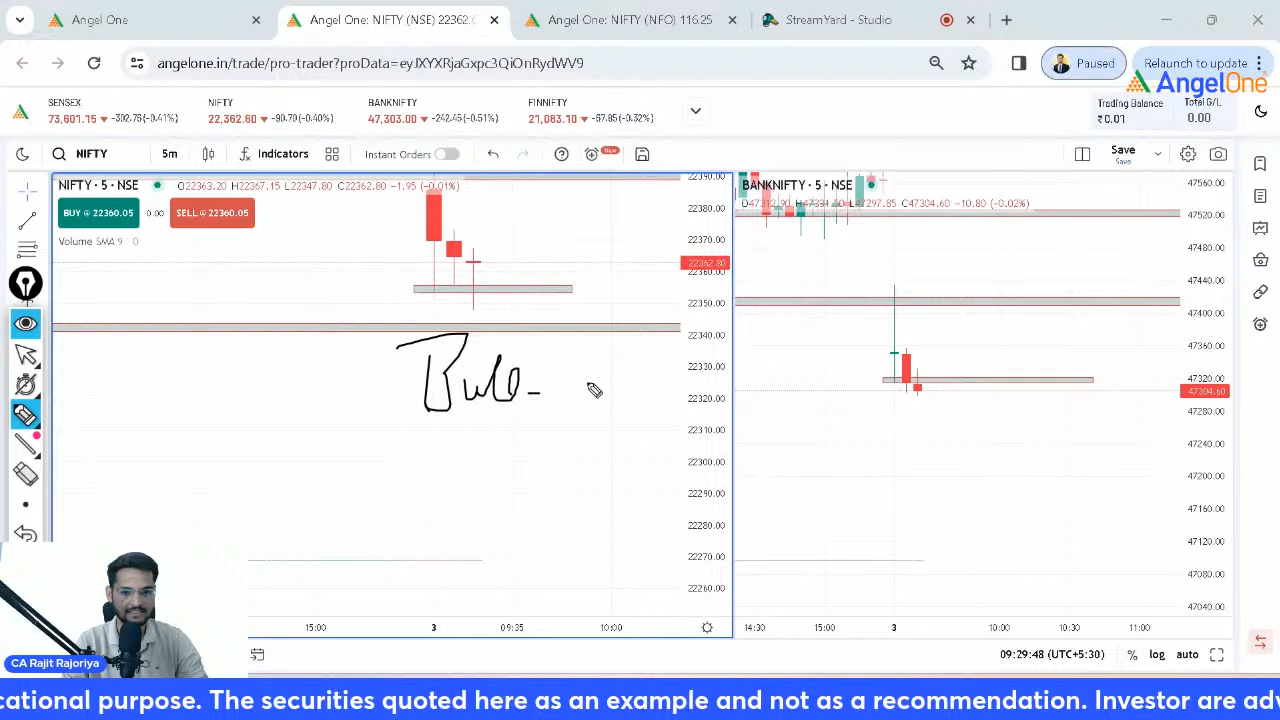 Angel One: NIFTY (NSE) 22362.0
Angel One: NIFTY (NFO) 116.25
StreamYard - Studio
angelone.in/trade/pro-trader?proData=eyJXYXRjaGxpc3QiOnRydWV9
Paused
Relaunch to update
AngelOne
SENSEX
73,601.15 -302.76(-0.41%)
NIFTY
22,362.60 -90.70(-0.40%)
BANKNIFTY
47,303.00 -242.45(-0.51%)
FINNIFTY
21,083.10 -67.85(-0.32%)
Trading Balance
₹0.01
Total G/L
0.00
NIFTY
5m
Indicators
Instant Orders
New
Save
Save
NIFTY · 5 · NSE
22363.20 H22367.15 L22347.80 C22362.80 -1.95 (-0.01%)
BUY @ 22360.05
0.00
SELL @ 22360.05
Volume SMA 9 0
22390.00
22380.00
22370.00
22362.80
22360.00
22350.00
22340.00
22330.00
22320.00
22310.00
22300.00
22290.00
22280.00
22270.00
22260.00
15:00
3
09:35
10:00
BANKNIFTY · 5 · NSE
C47304.60 -10.80 (-0.02%)
47560.00
47520.00
47480.00
47440.00
47400.00
47360.00
47320.00
47304.60
47280.00
47240.00
47200.00
47160.00
47120.00
47080.00
47040.00
14:30
15:00
3
10:00
10:30
11:00
09:29:48 (UTC+5:30)
%
log
auto
CA Rajit Rajoriya
cational purpose. The securities quoted here as an example and not as a recommendation. Investor are adv